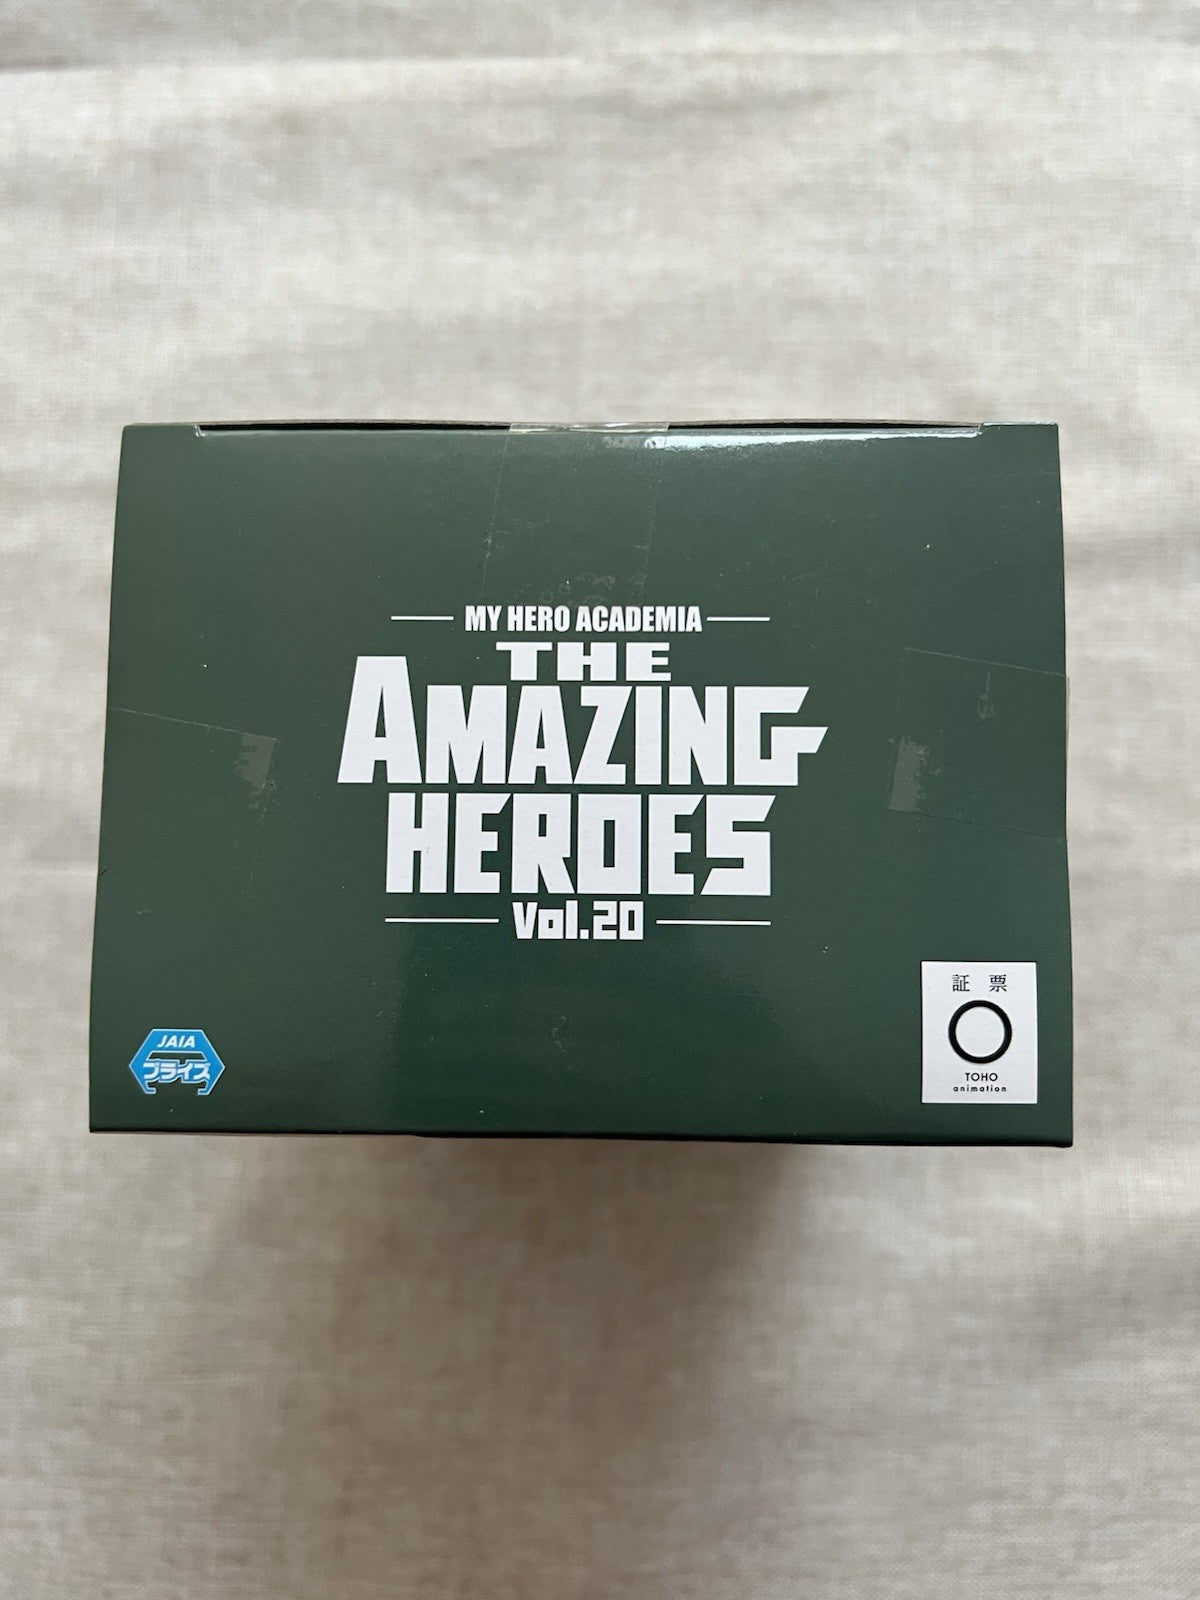 MY HERO ACADEMIA
THE
AMAZING
HEROES
Vol.20
証 票
TOHO
animation
JAIA
プライズ